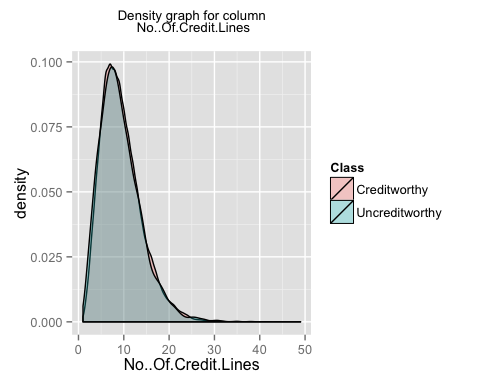 Density graph for column
No..Of.Credit.Lines
0.100
0.075
0.050
0.025
0.000
density
0 10 20 30 40 50
No..Of.Credit.Lines
Class
Creditworthy
Uncreditworthy